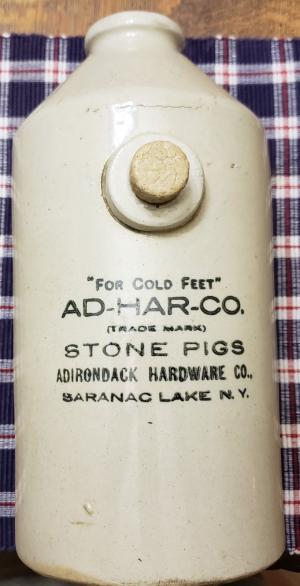 "FOR COLD FEET"
AD-HAR-CO.
(TRADE MARK)
STONE PIGS
ADIRONDACK HARDWARE CO.,
SARANAC LAKE N.Y.